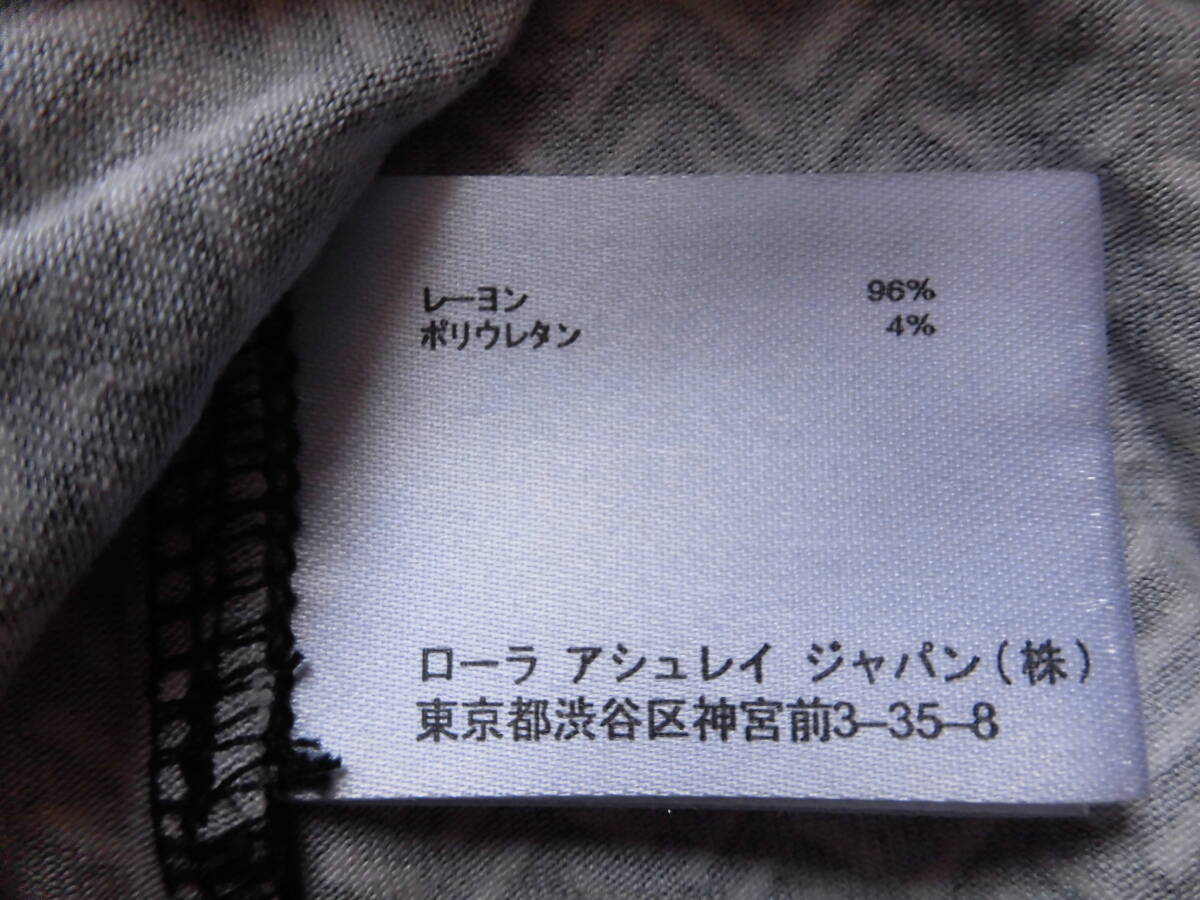 レーヨン 96%
ポリウレタン 4%
ローラ アシュレイ ジャパン(株)
東京都渋谷区神宮前3-35-8